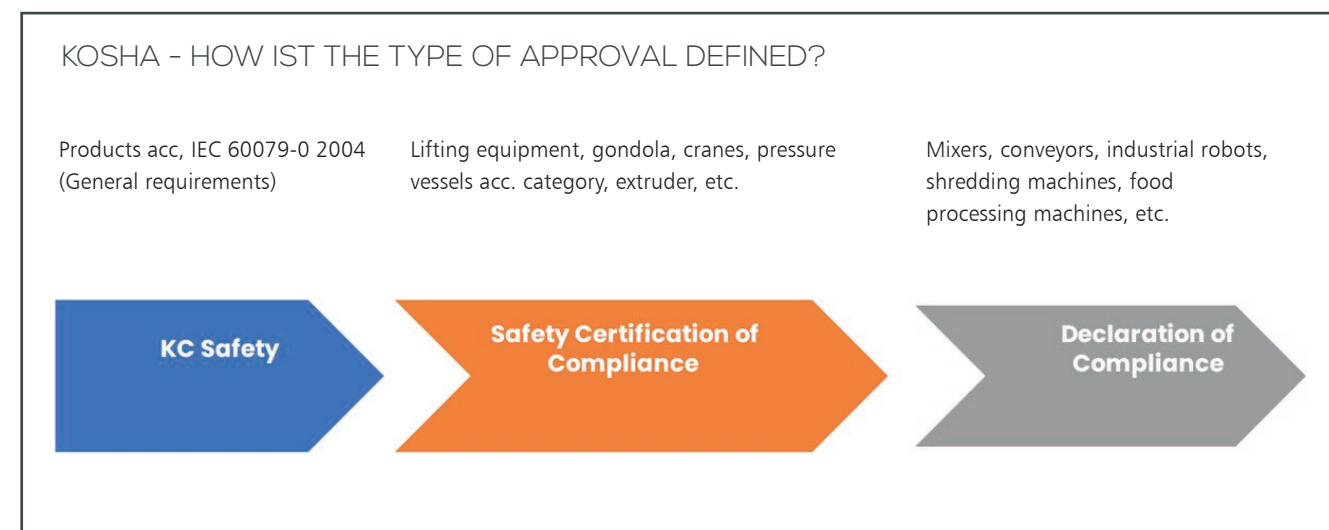 KOSHA - HOW IST THE TYPE OF APPROVAL DEFINED?
Products acc, IEC 60079-0 2004
(General requirements)
Lifting equipment, gondola, cranes, pressure
vessels acc. category, extruder, etc.
Mixers, conveyors, industrial robots,
shredding machines, food
processing machines, etc.
KC Safety
Safety Certification of
Compliance
Declaration of
Compliance